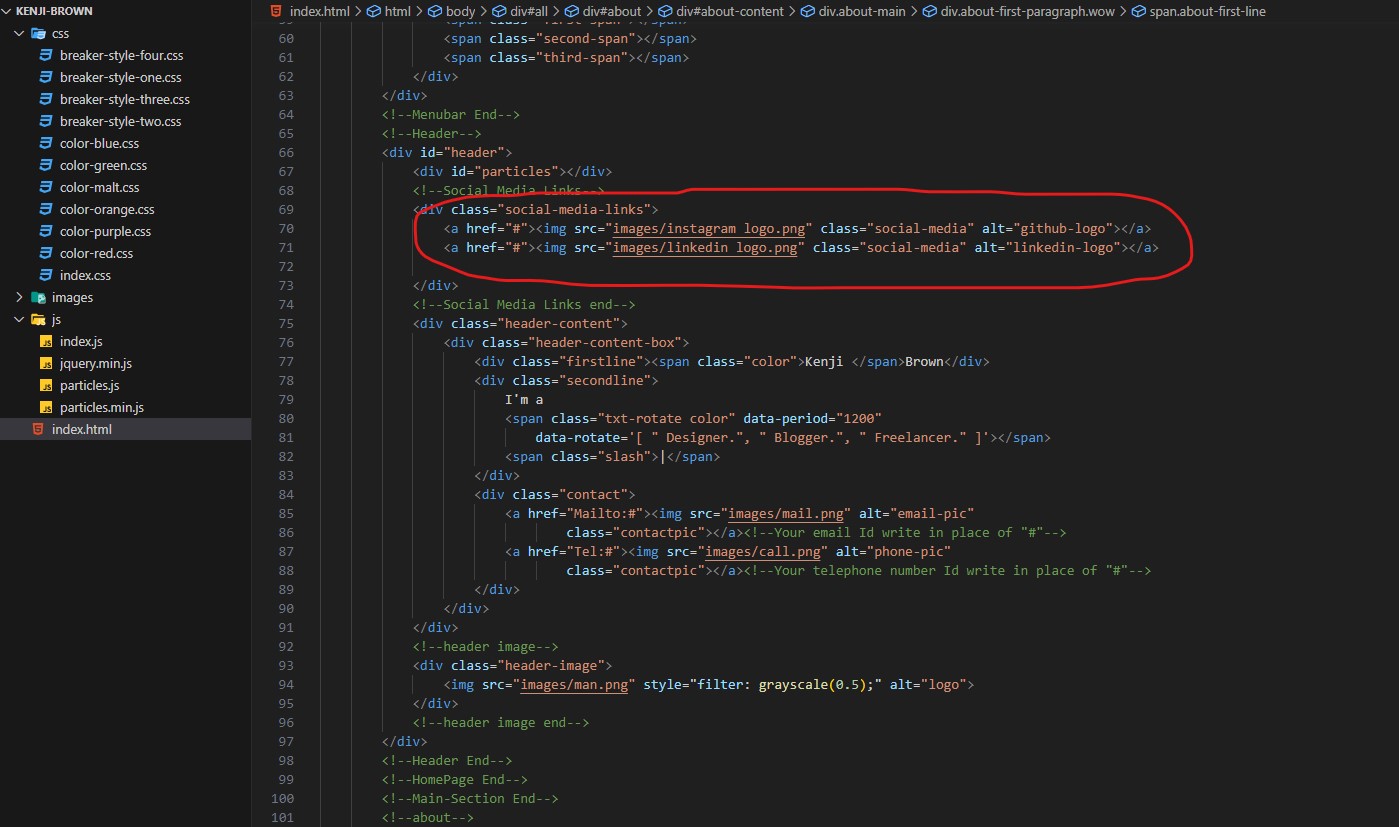 KENJI-BROWN
css
breaker-style-four.css
breaker-style-one.css
breaker-style-three.css
breaker-style-two.css
color-blue.css
color-green.css
color-malt.css
color-orange.css
color-purple.css
color-red.css
index.css
images
js
index.js
jquery.min.js
particles.js
particles.min.js
index.html
index.html > html > body > div#all > div#about > div#about-content > div.about-main > div.about-first-paragraph.wow > span.about-first-line
59 <span class="first-span"></span>
60 <span class="second-span"></span>
61 <span class="third-span"></span>
62 </div>
63 </div>
64 <!--Menubar End-->
65 <!--Header-->
66 <div id="header">
67 <div id="particles"></div>
68 <!--Social Media Links-->
69 <div class="social-media-links">
70 <a href="#"><img src="images/instagram logo.png" class="social-media" alt="github-logo"></a>
71 <a href="#"><img src="images/linkedin logo.png" class="social-media" alt="linkedin-logo"></a>
72
73 </div>
74 <!--Social Media Links end-->
75 <div class="header-content">
76 <div class="header-content-box">
77 <div class="firstline"><span class="color">Kenji </span>Brown</div>
78 <div class="secondline">
79 I'm a
80 <span class="txt-rotate color" data-period="1200"
81 data-rotate='[ " Designer.", " Blogger.", " Freelancer." ]'></span>
82 <span class="slash">|</span>
83 </div>
84 <div class="contact">
85 <a href="Mailto:#"><img src="images/mail.png" alt="email-pic"
86 class="contactpic"></a><!--Your email Id write in place of "#"-->
87 <a href="Tel:#"><img src="images/call.png" alt="phone-pic"
88 class="contactpic"></a><!--Your telephone number Id write in place of "#"-->
89 </div>
90 </div>
91 </div>
92 <!--header image-->
93 <div class="header-image">
94 <img src="images/man.png" style="filter: grayscale(0.5);" alt="logo">
95 </div>
96 <!--header image end-->
97 </div>
98 <!--Header End-->
99 <!--HomePage End-->
100 <!--Main-Section End-->
101 <!--about-->